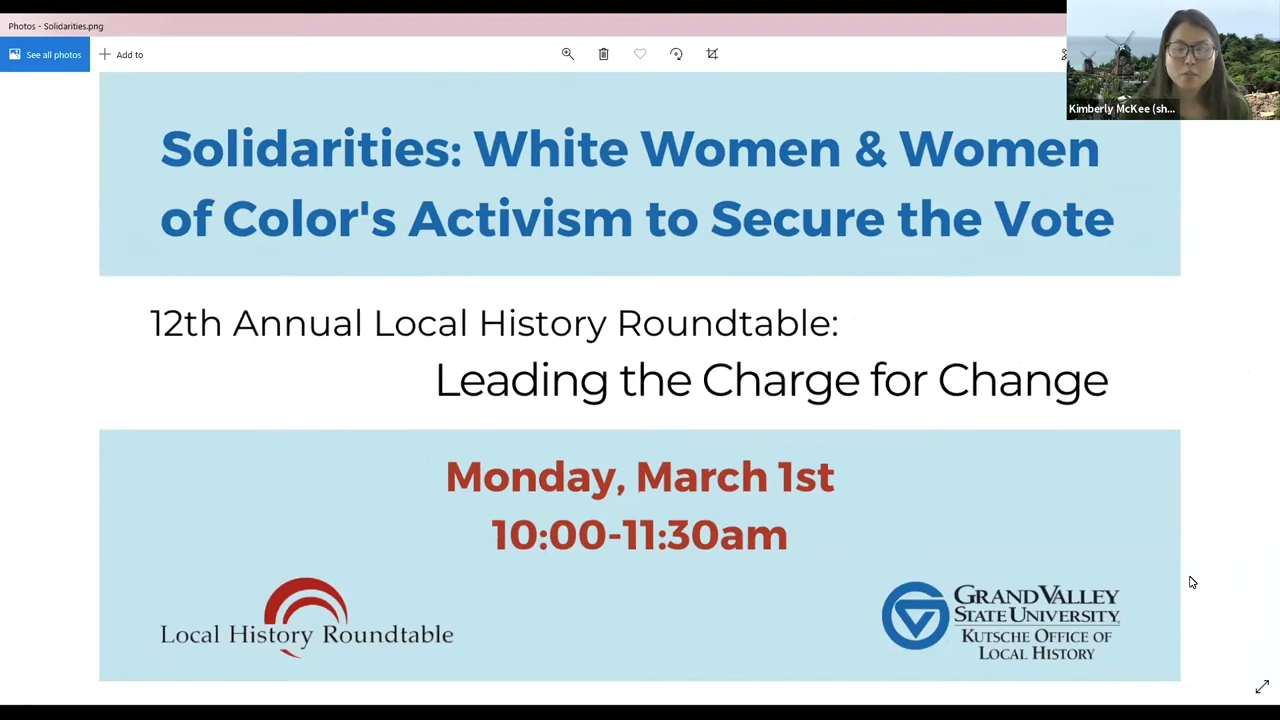 Photos - Solidarities.png
See all photos
Add to
Kimberly McKee (sh...
Solidarities: White Women & Women
of Color's Activism to Secure the Vote
12th Annual Local History Roundtable:
Leading the Charge for Change
Monday, March 1st
10:00-11:30am
Local History Roundtable
GRAND VALLEY
STATE UNIVERSITY
KUTSCHE OFFICE OF
LOCAL HISTORY